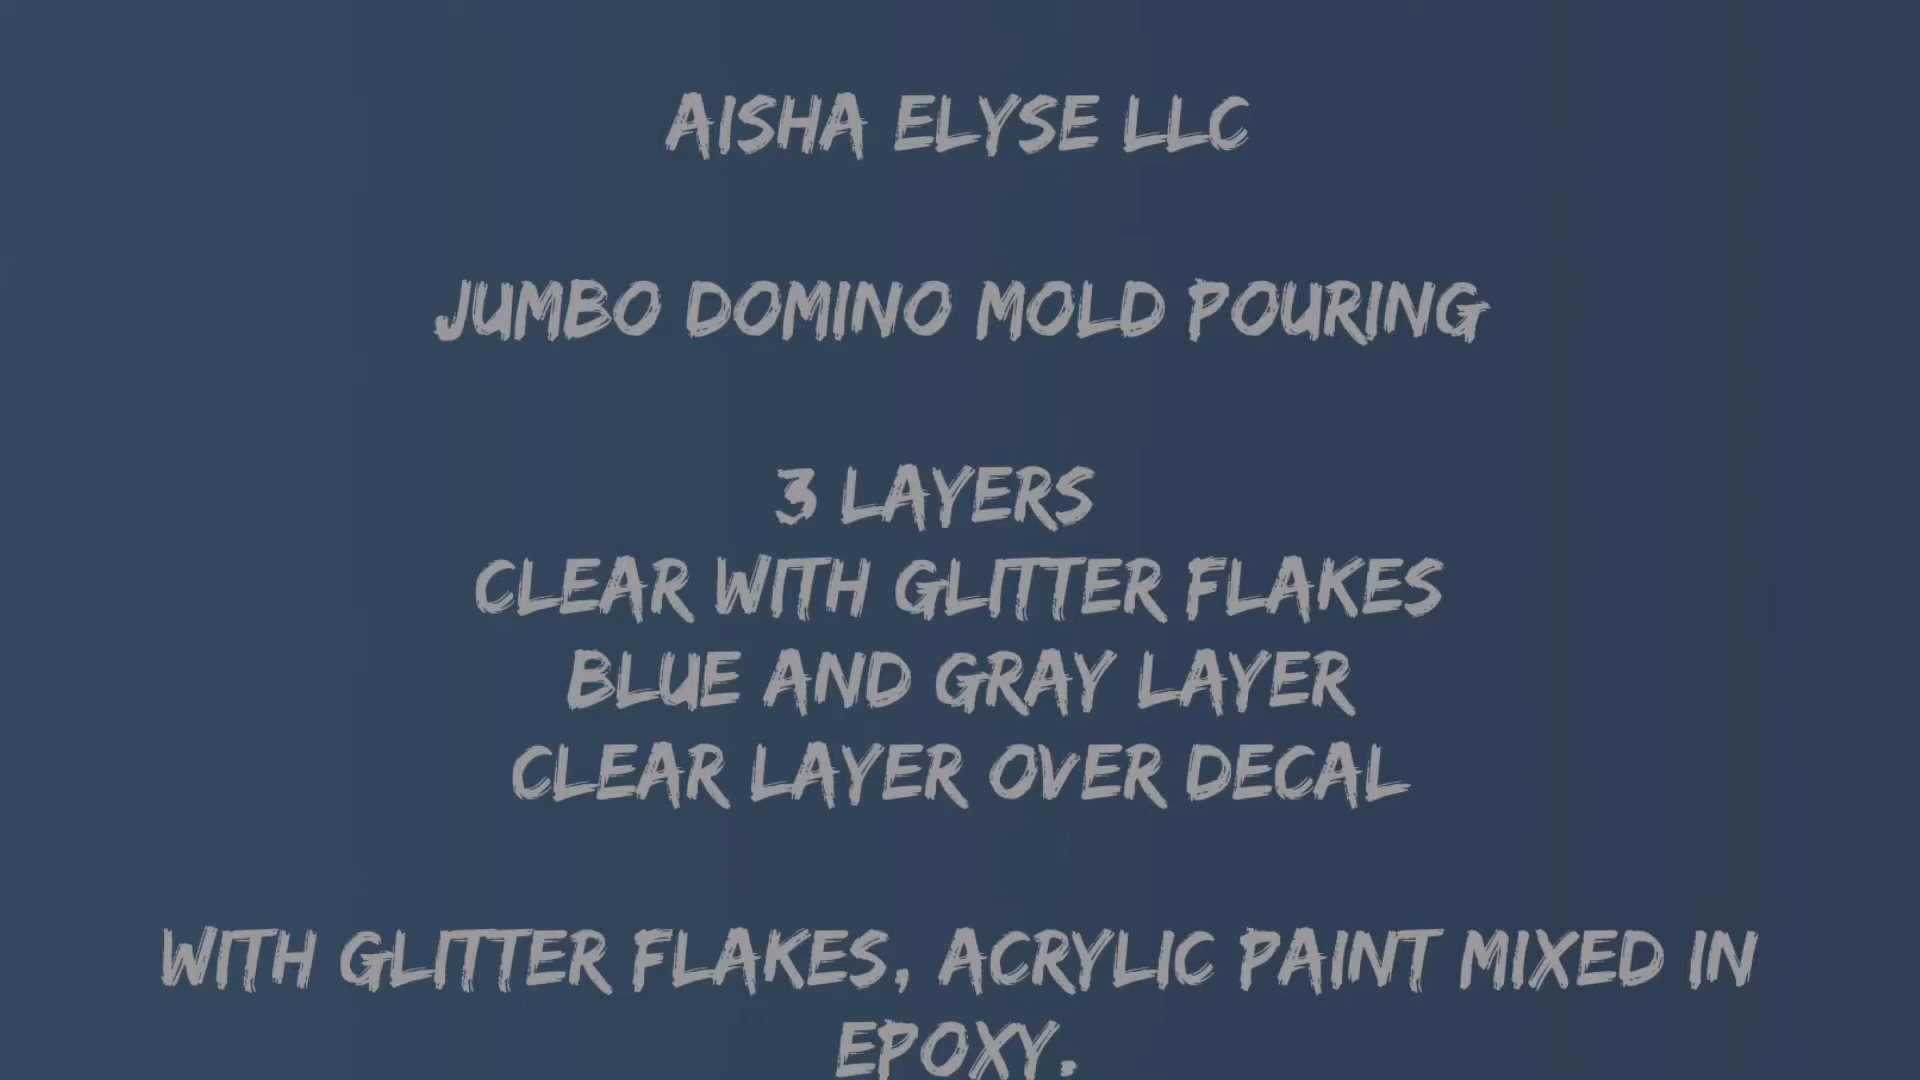 AISHA ELYSE LLC
JUMBO DOMINO MOLD POURING
3 LAYERS
CLEAR WITH GLITTER FLAKES
BLUE AND GRAY LAYER
CLEAR LAYER OVER DECAL
WITH GLITTER FLAKES, ACRYLIC PAINT MIXED IN
EPOXY.